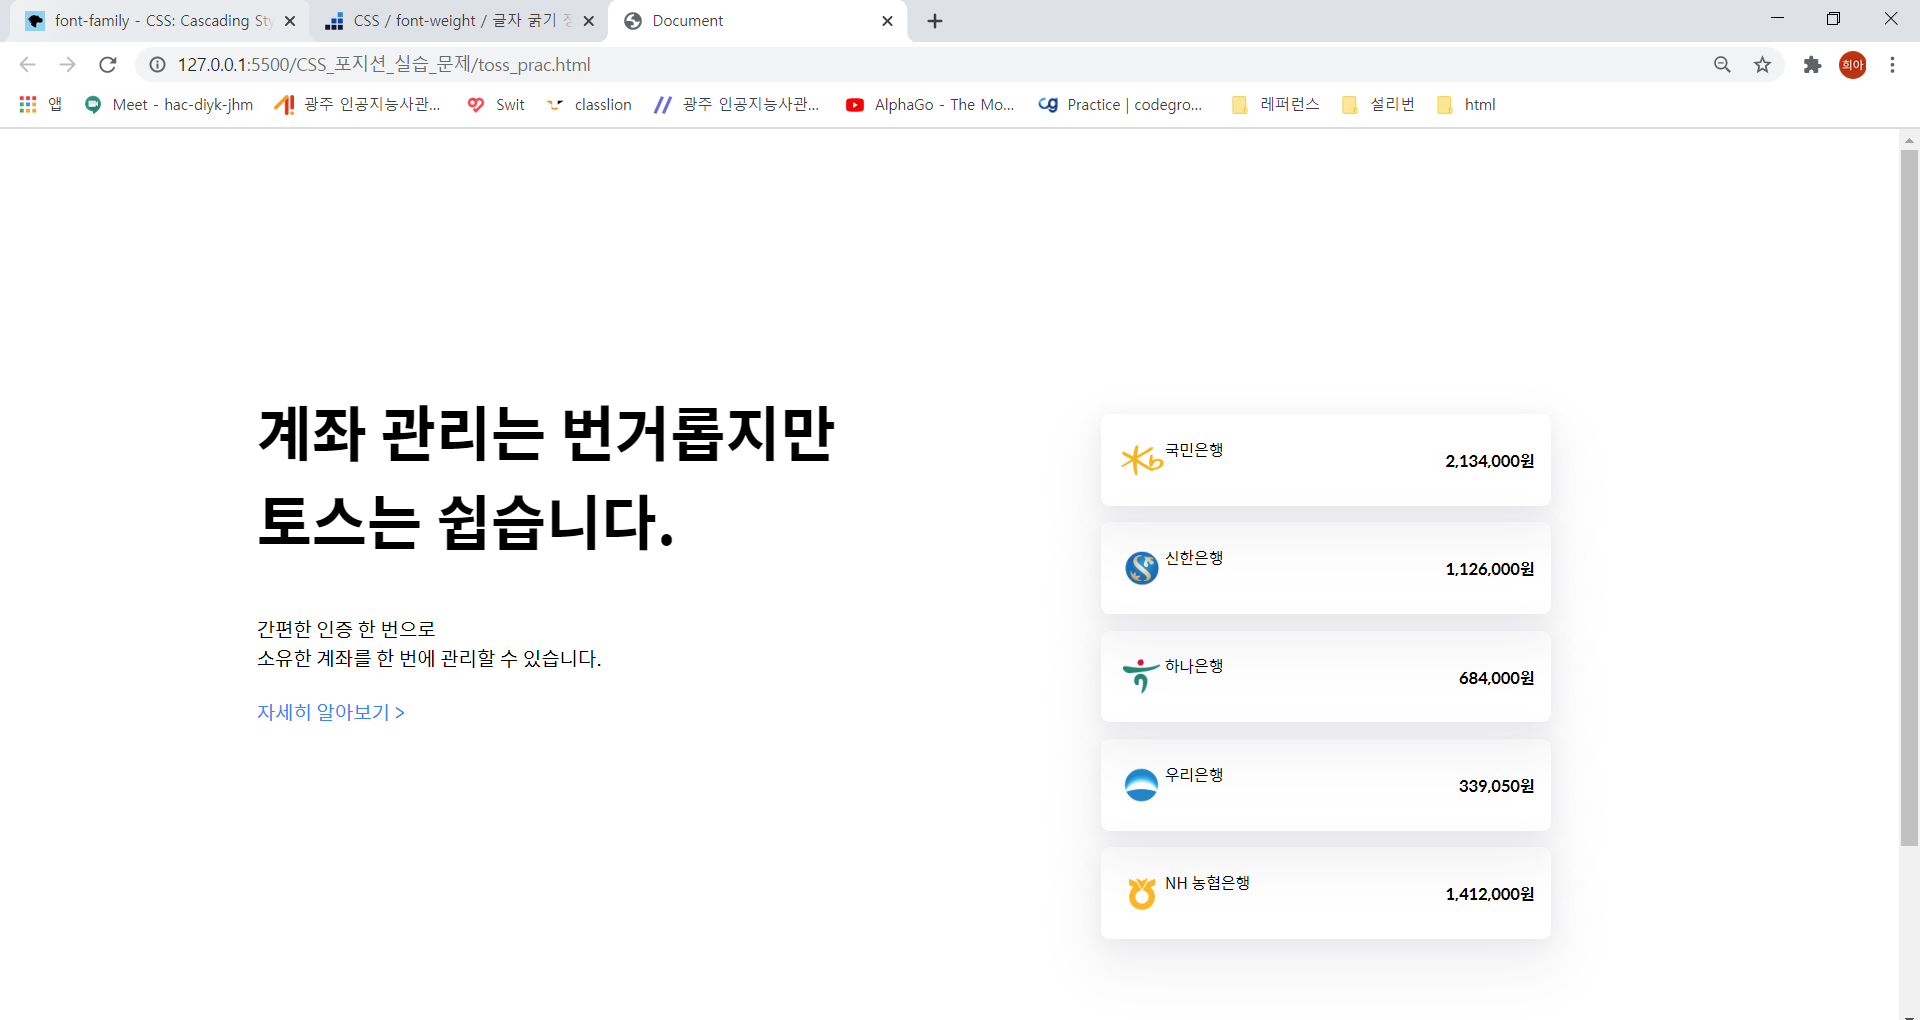 font-family - CSS: Cascading Sty
CSS / font-weight / 글자 굵기 정
Document
127.0.0.1:5500/CSS_포지션_실습_문제/toss_prac.html
희아
앱
Meet - hac-diyk-jhm
광주 인공지능사관...
Swit
classlion
광주 인공지능사관...
AlphaGo - The Mo...
Practice | codegro...
레퍼런스
설리번
html
계좌 관리는 번거롭지만
토스는 쉽습니다.
간편한 인증 한 번으로
소유한 계좌를 한 번에 관리할 수 있습니다.
자세히 알아보기 >
국민은행
2,134,000원
신한은행
1,126,000원
하나은행
684,000원
우리은행
339,050원
NH 농협은행
1,412,000원